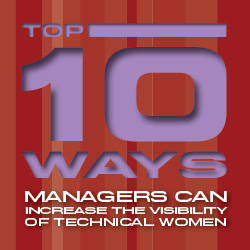 TOP
10
WAYS
MANAGERS CAN
INCREASE THE VISIBILITY
OF TECHNICAL WOMEN